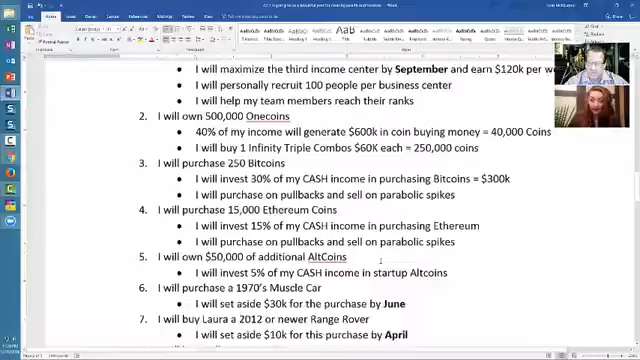 I will maximize the third income center by September and earn $120k per we
I will personally recruit 100 people per business center
I will help my team members reach their ranks
2. I will own 500,000 Onecoins
40% of my income will generate $600k in coin buying money = 40,000 Coins
I will buy 1 Infinity Triple Combos $60K each = 250,000 coins
3. I will purchase 250 Bitcoins
I will invest 30% of my CASH income in purchasing Bitcoins = $300k
I will purchase on pullbacks and sell on parabolic spikes
4. I will purchase 15,000 Ethereum Coins
I will invest 15% of my CASH income in purchasing Ethereum
I will purchase on pullbacks and sell on parabolic spikes
5. I will own $50,000 of additional AltCoins
I will invest 5% of my CASH income in startup Altcoins
6. I will purchase a 1970's Muscle Car
I will set aside $30k for the purchase by June
7. I will buy Laura a 2012 or newer Range Rover
I will set aside $10k for this purchase by April